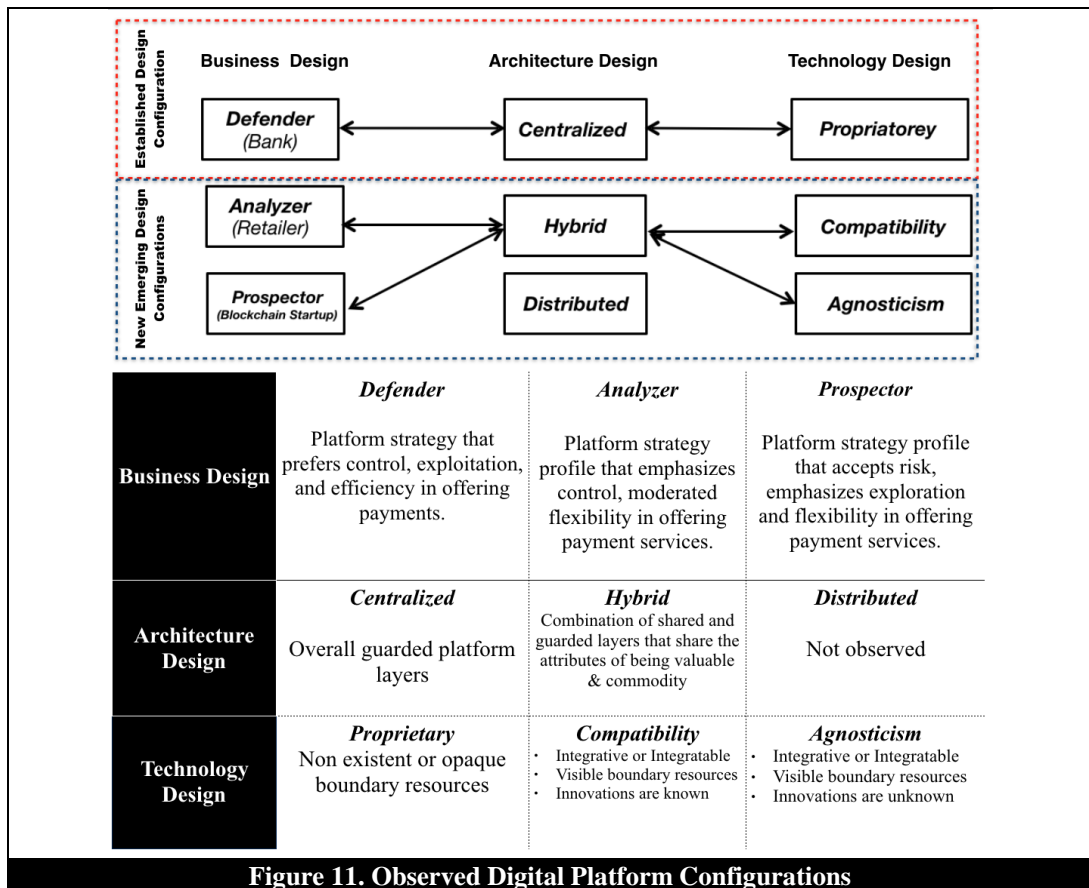 Established Design
Configuration
Business Design
Architecture Design
Technology Design
Defender
(Bank)
Centralized
Propriatorey
New Emerging Design
Configurations
Analyzer
(Retailer)
Hybrid
Compatibility
Prospector
(Blockchain Startup)
Distributed
Agnosticism
Business Design
Defender
Platform strategy that
prefers control, exploitation,
and efficiency in offering
payments.
Analyzer
Platform strategy
profile that emphasizes
control, moderated
flexibility in offering
payment services.
Prospector
Platform strategy profile
that accepts risk,
emphasizes exploration
and flexibility in offering
payment services.
Architecture
Design
Centralized
Overall guarded platform
layers
Hybrid
Combination of shared and
guarded layers that share the
attributes of being valuable
& commodity
Distributed
Not observed
Technology
Design
Proprietary
Non existent or opaque
boundary resources
Compatibility
• Integrative or Integratable
• Visible boundary resources
• Innovations are known
Agnosticism
• Integrative or Integratable
• Visible boundary resources
• Innovations are unknown
Figure 11. Observed Digital Platform Configurations